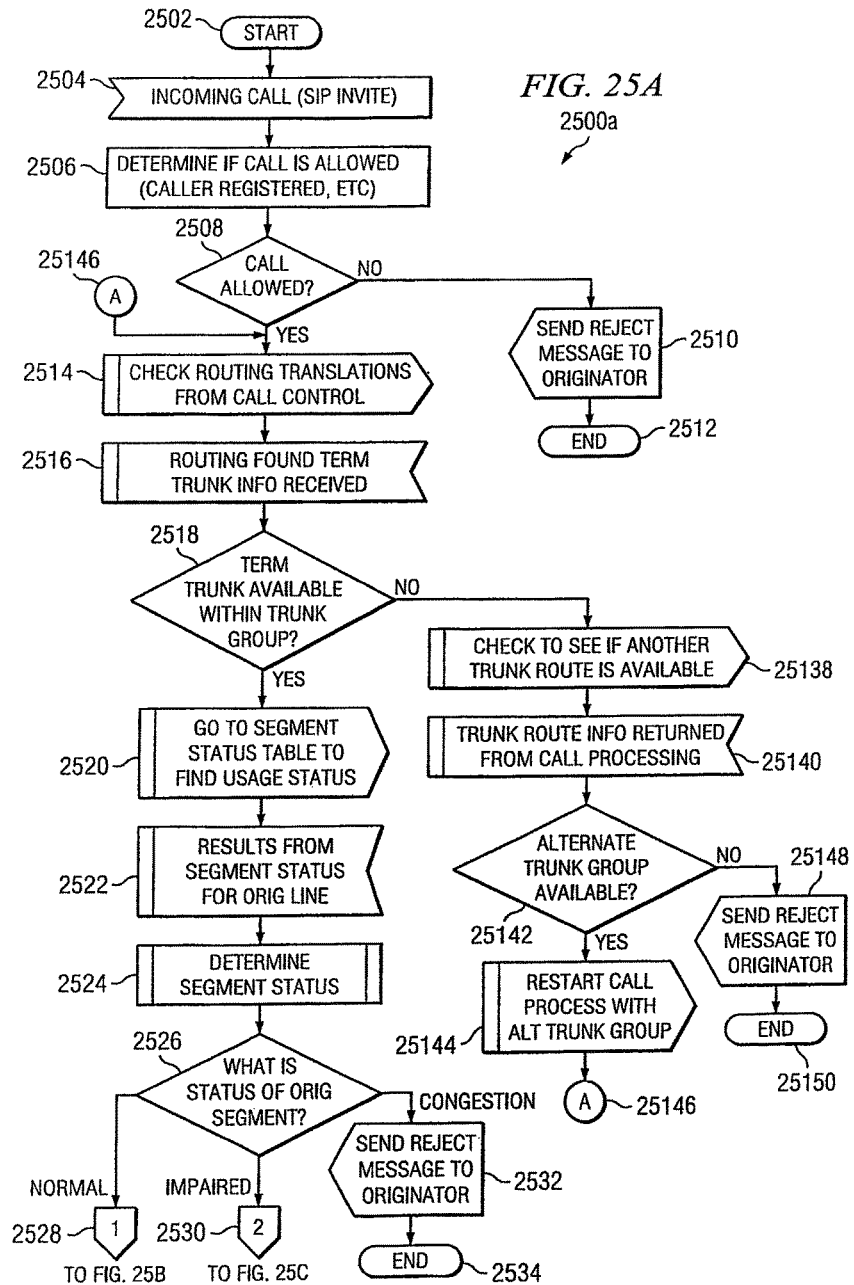 2502
START
FIG. 25A
2500a
2504
INCOMING CALL (SIP INVITE)
2506
DETERMINE IF CALL IS ALLOWED
(CALLER REGISTERED, ETC)
2508
CALL
ALLOWED?
NO
YES
25146
A
SEND REJECT
MESSAGE TO
ORIGINATOR
2510
END
2512
2514
CHECK ROUTING TRANSLATIONS
FROM CALL CONTROL
2516
ROUTING FOUND TERM
TRUNK INFO RECEIVED
2518
TERM
TRUNK AVAILABLE
WITHIN TRUNK
GROUP?
NO
YES
CHECK TO SEE IF ANOTHER
TRUNK ROUTE IS AVAILABLE
25138
TRUNK ROUTE INFO RETURNED
FROM CALL PROCESSING
25140
2520
GO TO SEGMENT
STATUS TABLE TO
FIND USAGE STATUS
2522
RESULTS FROM
SEGMENT STATUS
FOR ORIG LINE
ALTERNATE
TRUNK GROUP
AVAILABLE?
25142
NO
YES
25148
SEND REJECT
MESSAGE TO
ORIGINATOR
END
25150
2524
DETERMINE
SEGMENT STATUS
RESTART CALL
PROCESS WITH
ALT TRUNK GROUP
25144
A
25146
2526
WHAT IS
STATUS OF ORIG
SEGMENT?
CONGESTION
SEND REJECT
MESSAGE TO
ORIGINATOR
2532
END
2534
NORMAL
2528
1
TO FIG. 25B
IMPAIRED
2530
2
TO FIG. 25C